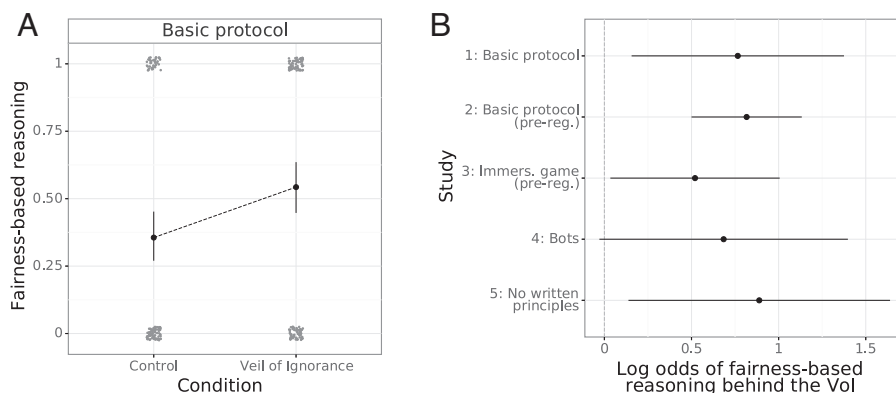 A
Basic protocol
Fairness-based reasoning
1
0.75
0.50
0.25
0
Control
Veil of Ignorance
Condition
B
Study
1: Basic protocol
2: Basic protocol
(pre-reg.)
3: Immers. game
(pre-reg.)
4: Bots
5: No written
principles
0
0.5
1
1.5
Log odds of fairness-based
reasoning behind the VoI